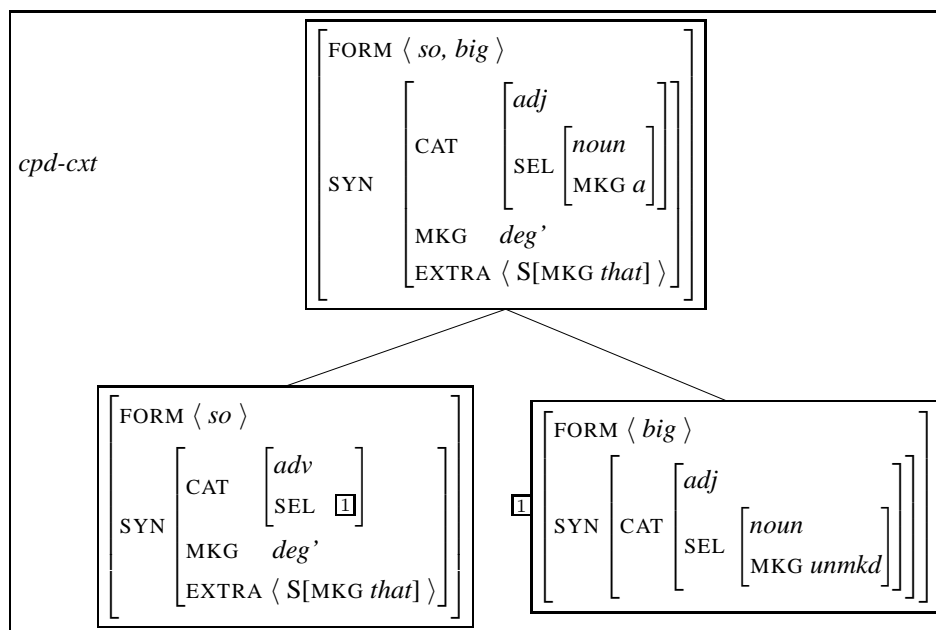 FORM ⟨ so, big ⟩
adj
CAT
noun
SEL
MKG a
SYN
MKG deg’
EXTRA ⟨ S[MKG that] ⟩
cpd-cxt
FORM ⟨ so ⟩
adv
CAT
SEL 1
SYN
MKG deg’
EXTRA ⟨ S[MKG that] ⟩
1
FORM ⟨ big ⟩
adj
SYN CAT
noun
SEL
MKG unmkd